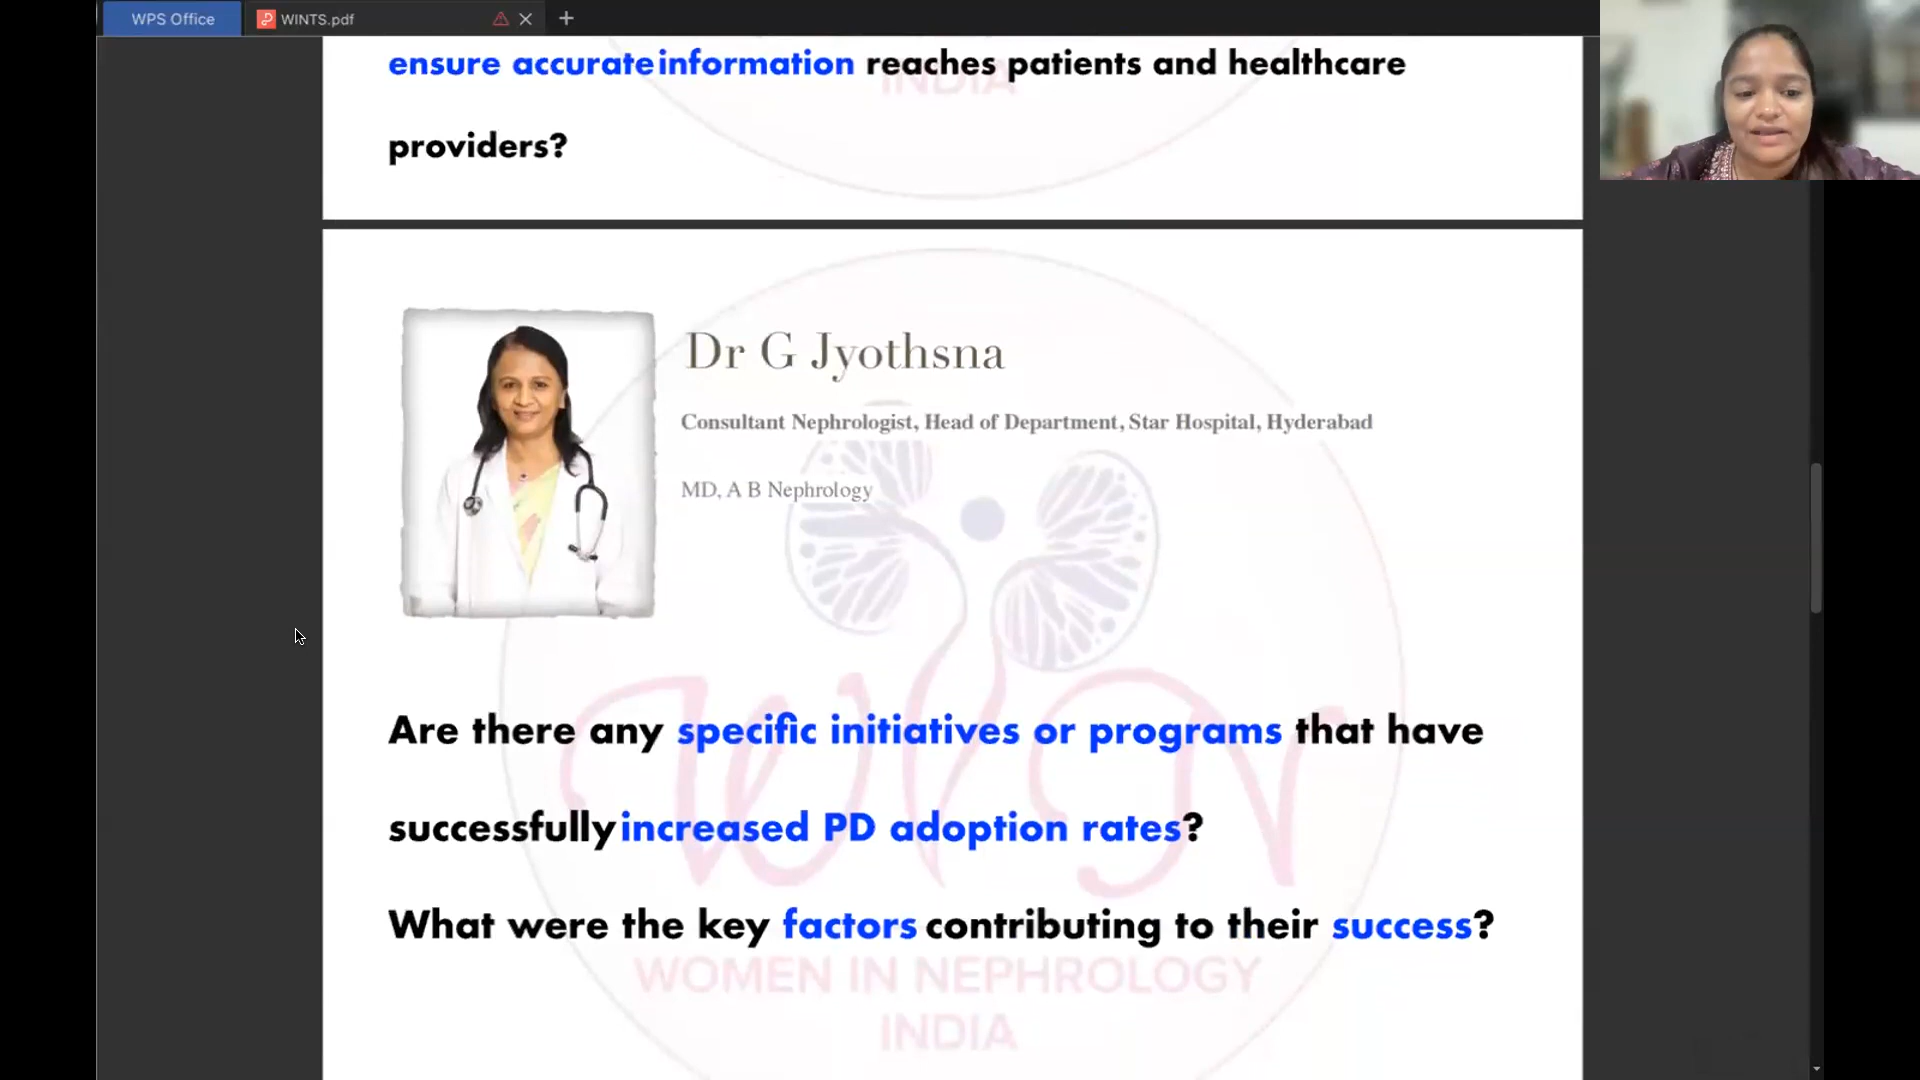 WPS Office
WINTS.pdf
ensure accurate information reaches patients and healthcare
INDIA
providers?
Dr G Jyothsna
Consultant Nephrologist, Head of Department, Star Hospital, Hyderabad
MD, A B Nephrology
Are there any specific initiatives or programs that have
successfully increased PD adoption rates?
What were the key factors contributing to their success?
WIN
WOMEN IN NEPHROLOGY
INDIA